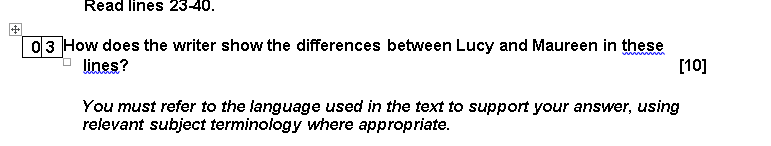 Read lines 23-40.
0 3 How does the writer show the differences between Lucy and Maureen in these
lines? [10]
You must refer to the language used in the text to support your answer, using
relevant subject terminology where appropriate.